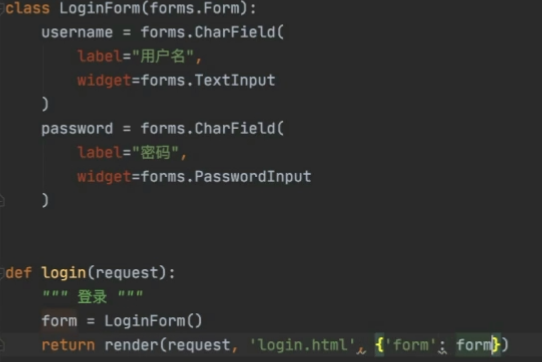 class LoginForm(forms.Form):
    username = forms.CharField(
        label="用户名",
        widget=forms.TextInput
    )
    password = forms.CharField(
        label="密码",
        widget=forms.PasswordInput
    )
def login(request):
    """ 登录 """
    form = LoginForm()
    return render(request, 'login.html', {'form': form})